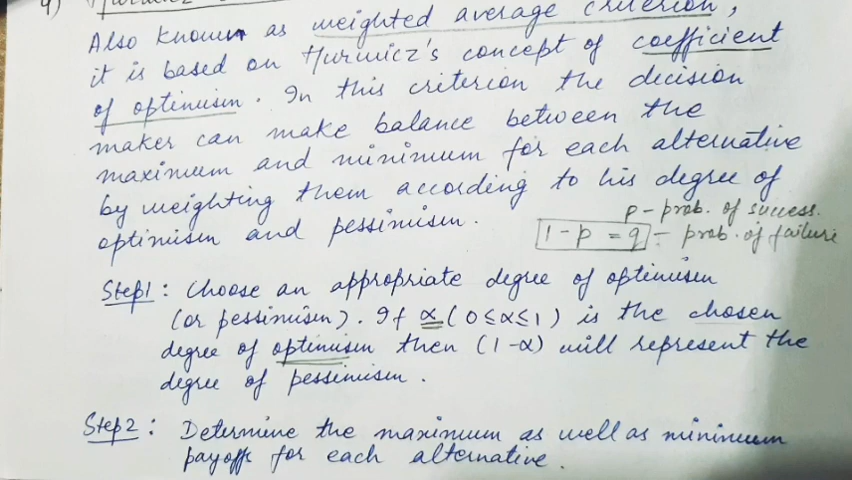 4) Hurwicz
Also known as weighted average criterion,
it is based on Hurwicz's concept of coefficient
of optimism. In this criterion the decision
maker can make balance between the
maximum and minimum for each alternative
by weighting them according to his degree of
optimism and pessimism.
p - prob. of success.
1 - p = q - prob. of failure
Step1 : Choose an appropriate degree of optimism
(or pessimism). If α (0≤α≤1) is the chosen
degree of optimism then (1-α) will represent the
degree of pessimism.
Step2 : Determine the maximum as well as minimum
payoffs for each alternative.